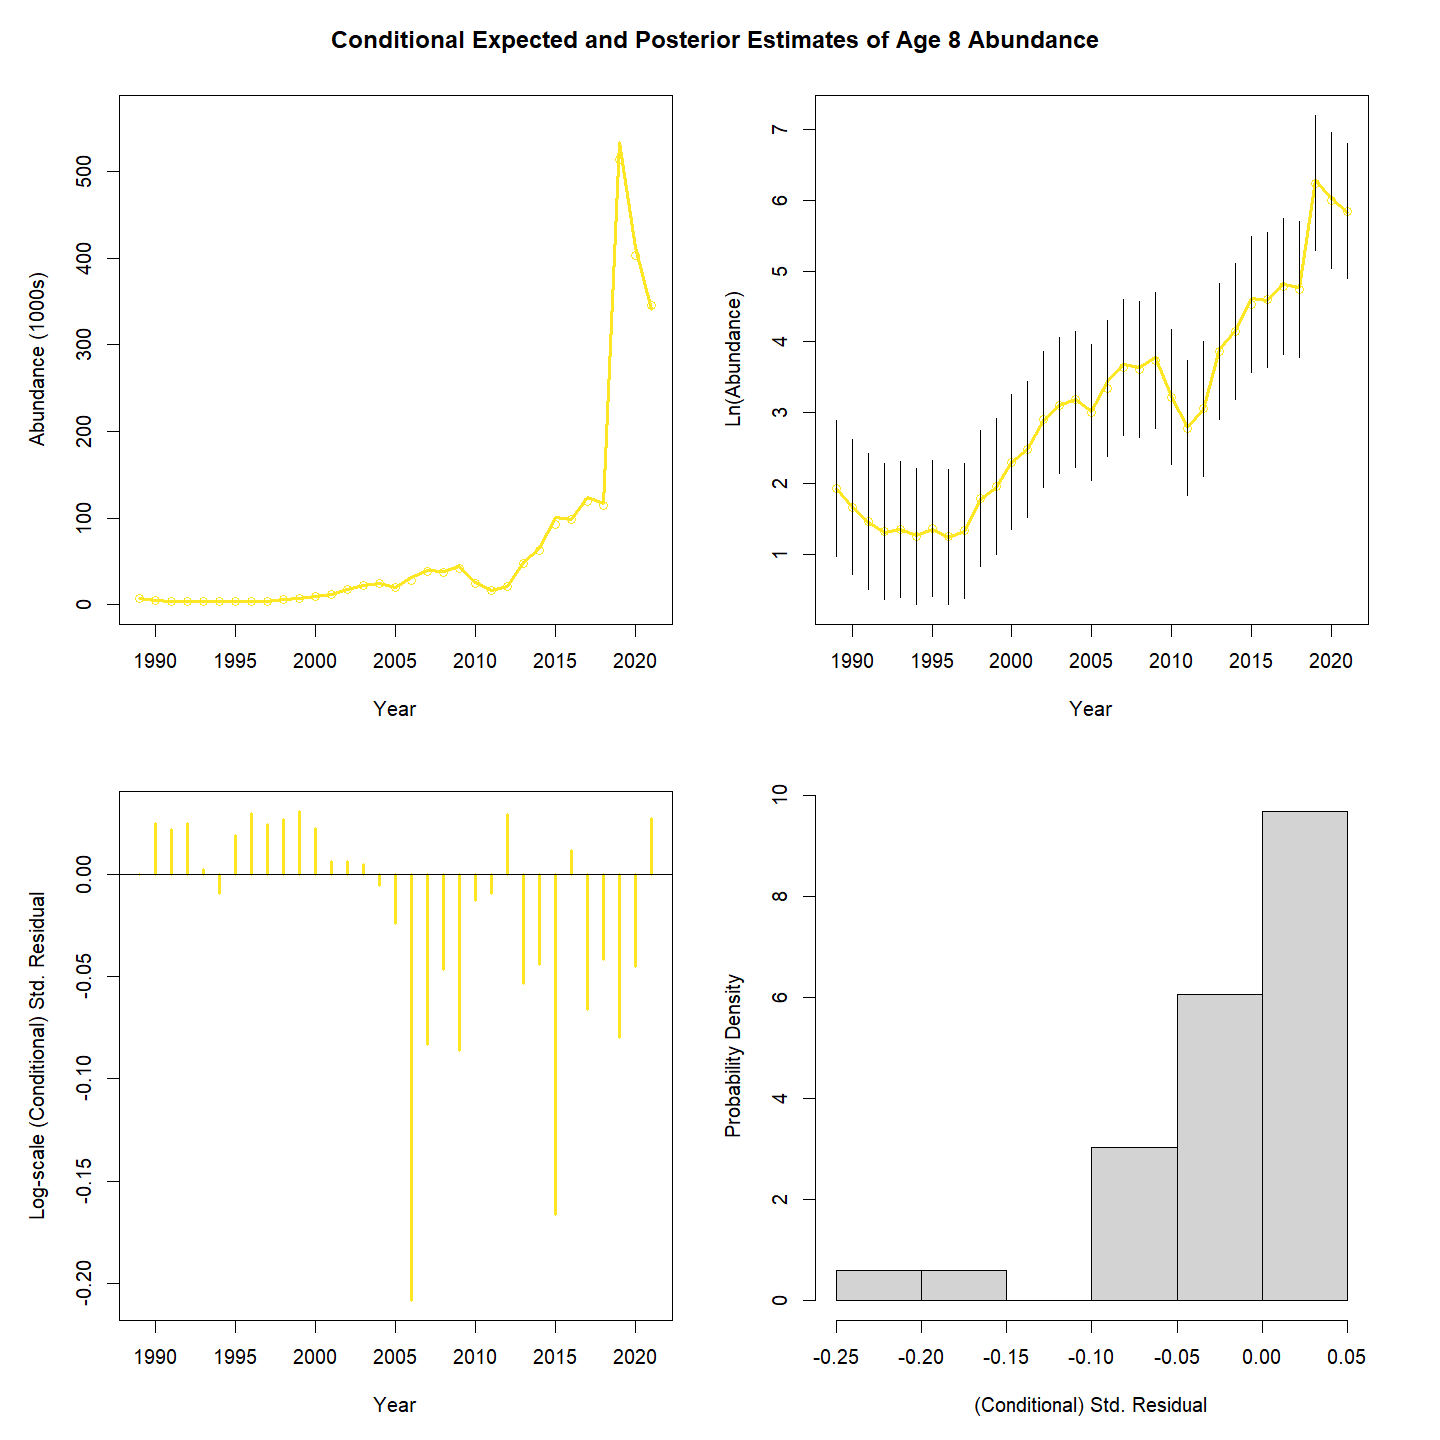 Conditional Expected and Posterior Estimates of Age 8 Abundance
Abundance (1000s)
500
400
300
200
100
0
1990 1995 2000 2005 2010 2015 2020
Year
Ln(Abundance)
7
6
5
4
3
2
1
1990 1995 2000 2005 2010 2015 2020
Year
Log-scale (Conditional) Std. Residual
0.00
-0.05
-0.10
-0.15
-0.20
1990 1995 2000 2005 2010 2015 2020
Year
Probability Density
10
8
6
4
2
0
-0.25 -0.20 -0.15 -0.10 -0.05 0.00 0.05
(Conditional) Std. Residual